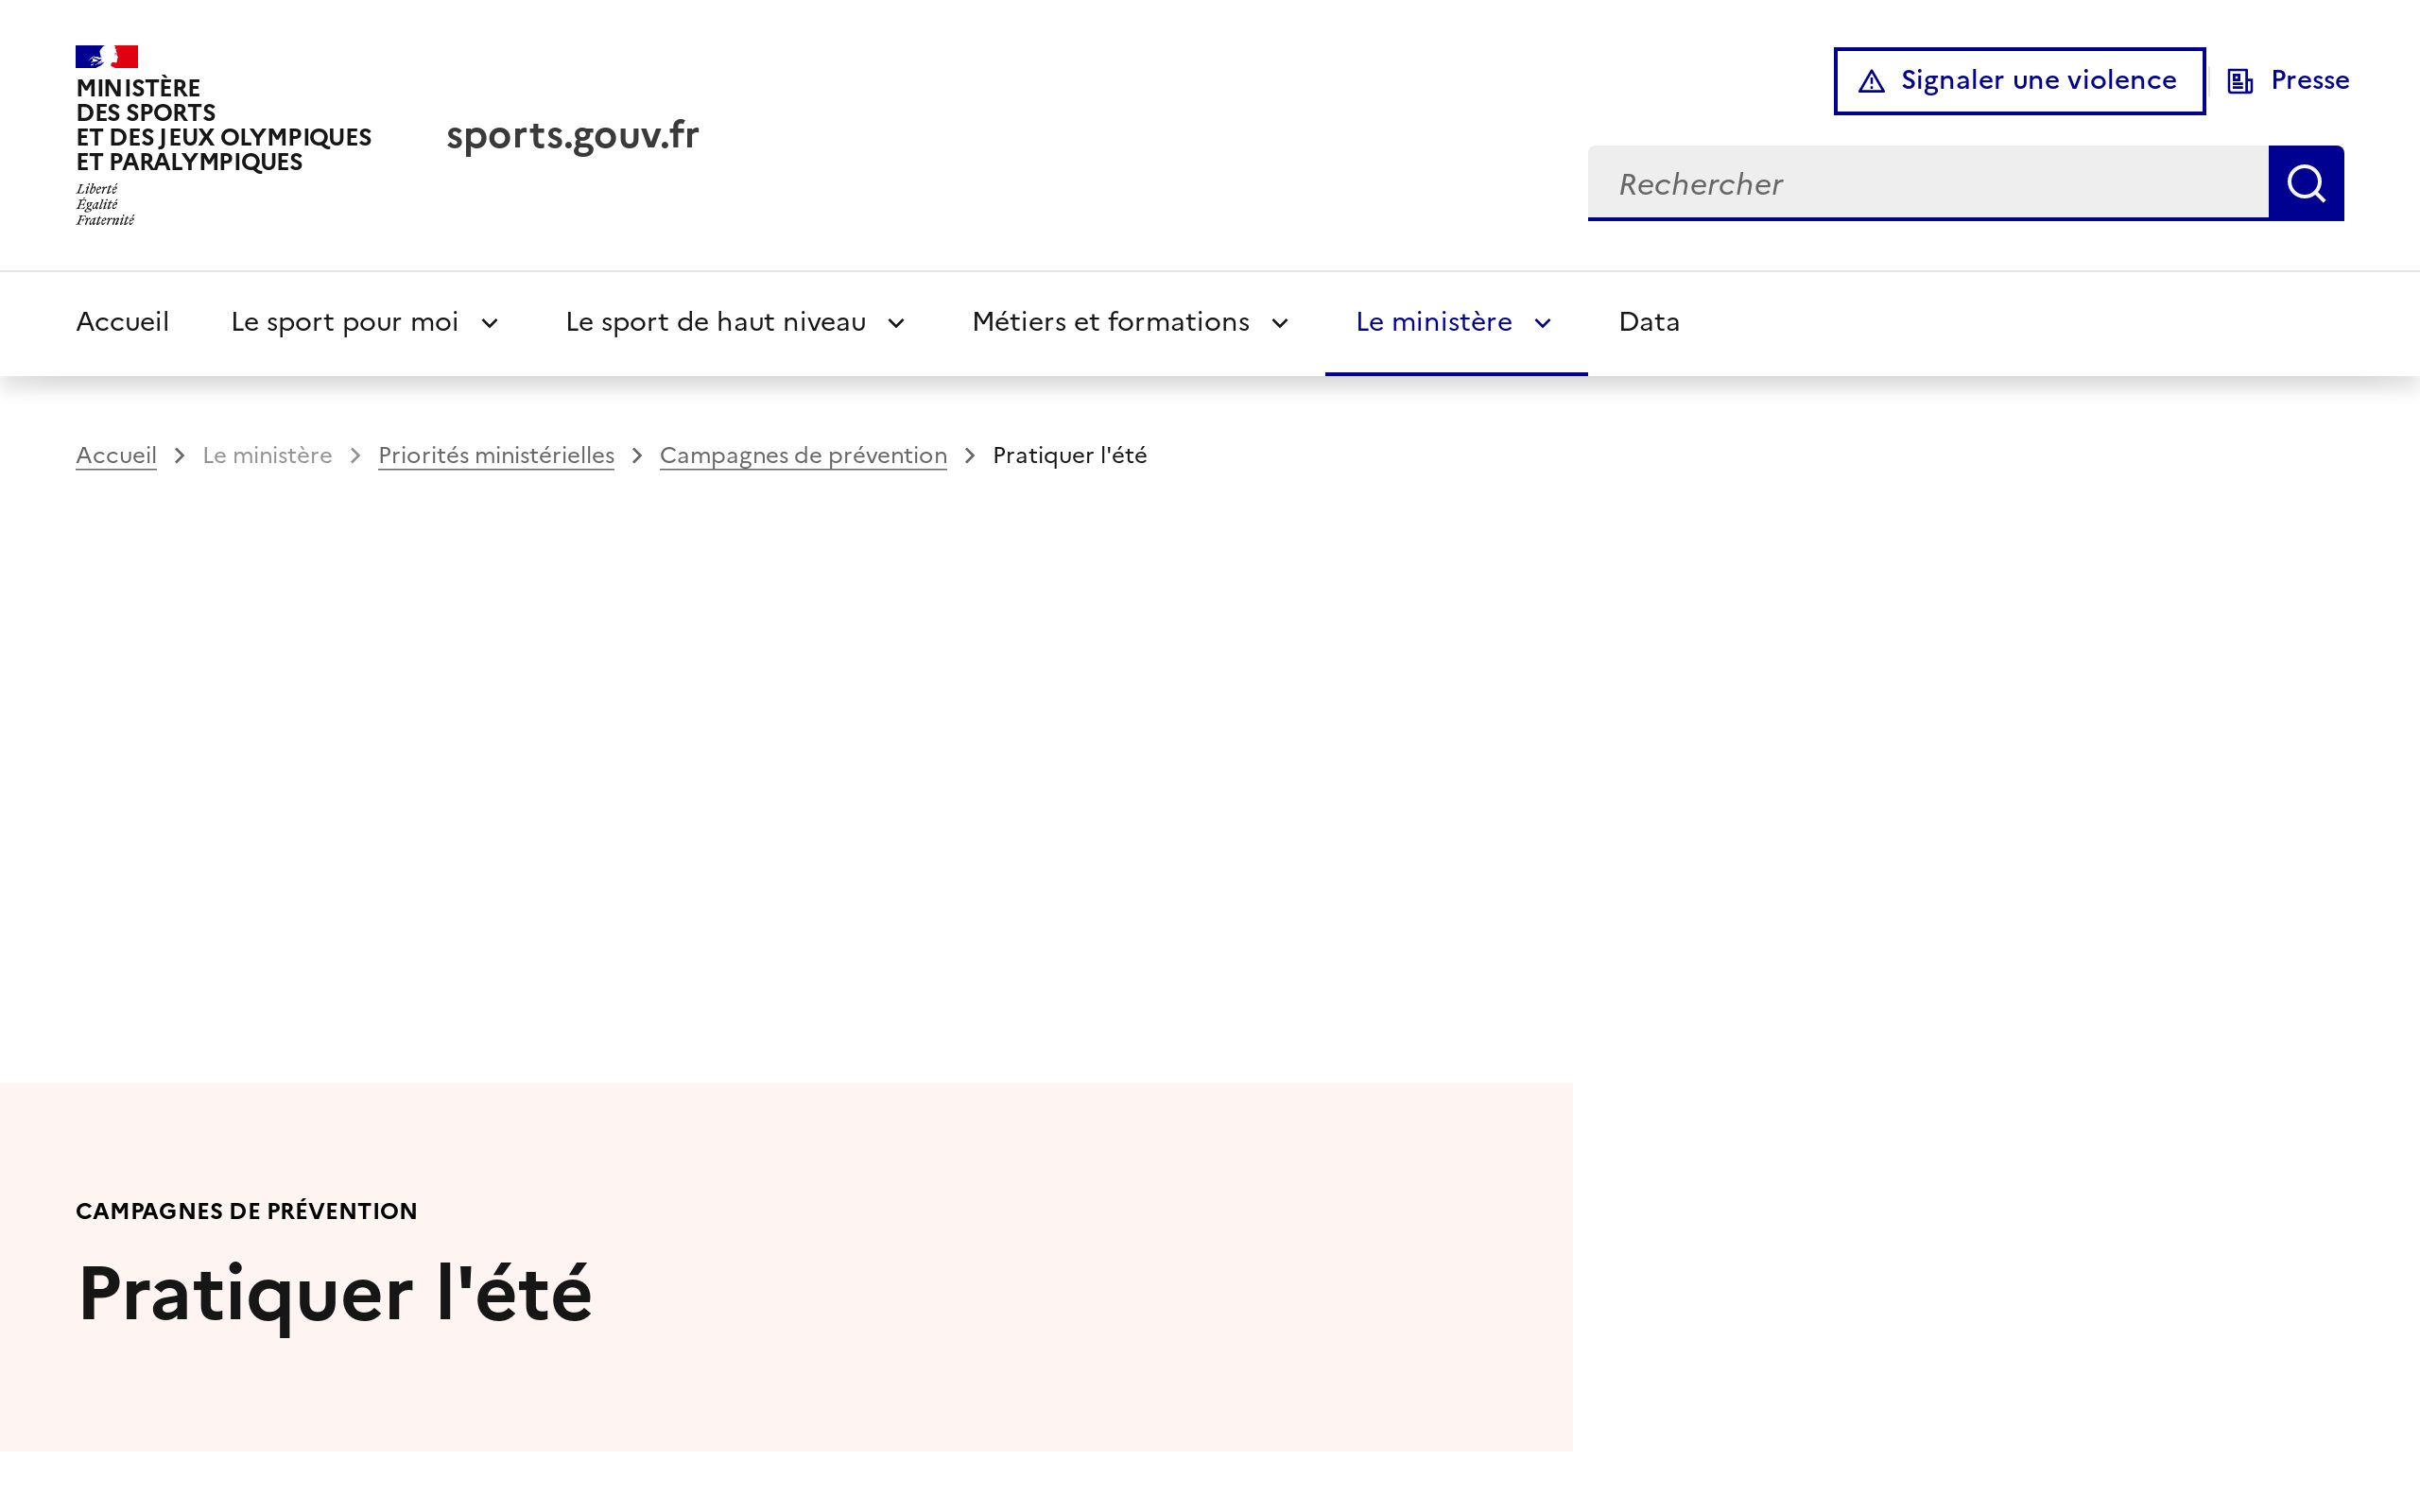 MINISTÈRE
DES SPORTS
ET DES JEUX OLYMPIQUES
ET PARALYMPIQUES
Liberté
Égalité
Fraternité
sports.gouv.fr
Signaler une violence
Presse
Rechercher
Accueil
Le sport pour moi
Le sport de haut niveau
Métiers et formations
Le ministère
Data
Accueil > Le ministère > Priorités ministérielles > Campagnes de prévention > Pratiquer l'été
CAMPAGNES DE PRÉVENTION
Pratiquer l'été